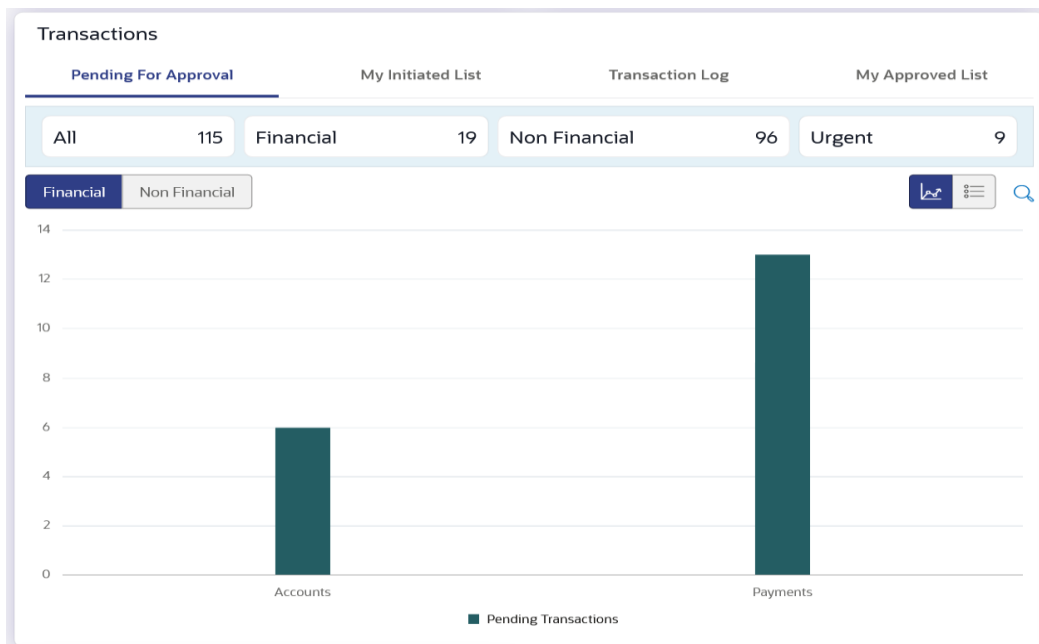 Transactions
Pending For Approval My Initiated List Transaction Log My Approved List
All 115 Financial 19 Non Financial 96 Urgent 9
Financial Non Financial
14
12
10
8
6
4
2
0
Accounts Payments
Pending Transactions